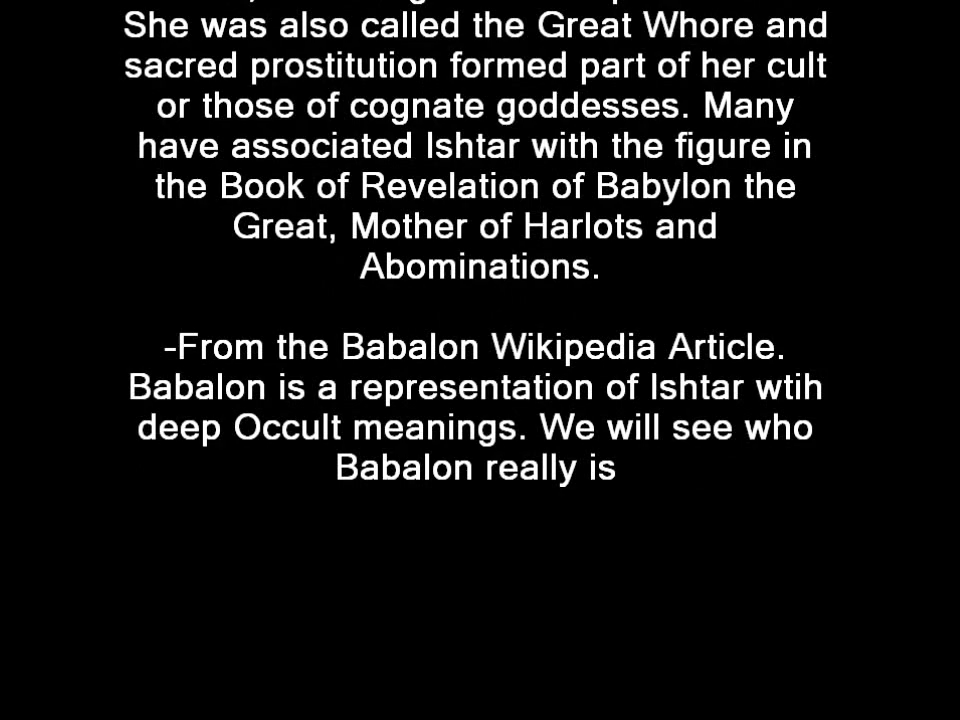 She was also called the Great Whore and
sacred prostitution formed part of her cult
or those of cognate goddesses. Many
have associated Ishtar with the figure in
the Book of Revelation of Babylon the
Great, Mother of Harlots and
Abominations.
-From the Babalon Wikipedia Article.
Babalon is a representation of Ishtar wtih
deep Occult meanings. We will see who
Babalon really is